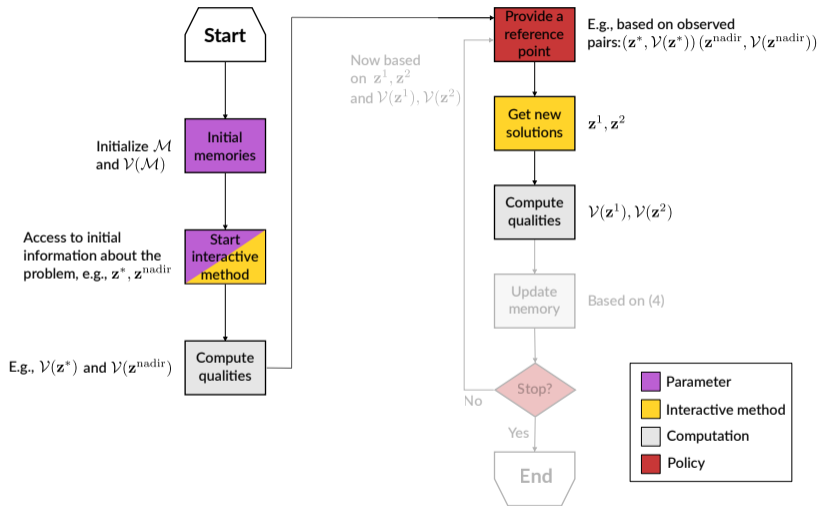 Start
Initialize ℳ
and 𝒱(ℳ)
Initial
memories
Access to initial
information about the
problem, e.g., z*, z^nadir
Start
interactive
method
E.g., 𝒱(z*) and 𝒱(z^nadir)
Compute
qualities
Provide a
reference
point
E.g., based on observed
pairs:(z*, 𝒱(z*)) (z^nadir, 𝒱(z^nadir))
Now based
on z¹, z²
and 𝒱(z¹), 𝒱(z²)
Get new
solutions
z¹, z²
Compute
qualities
𝒱(z¹), 𝒱(z²)
Update
memory
Based on (4)
Stop?
No
Yes
End
Parameter
Interactive method
Computation
Policy